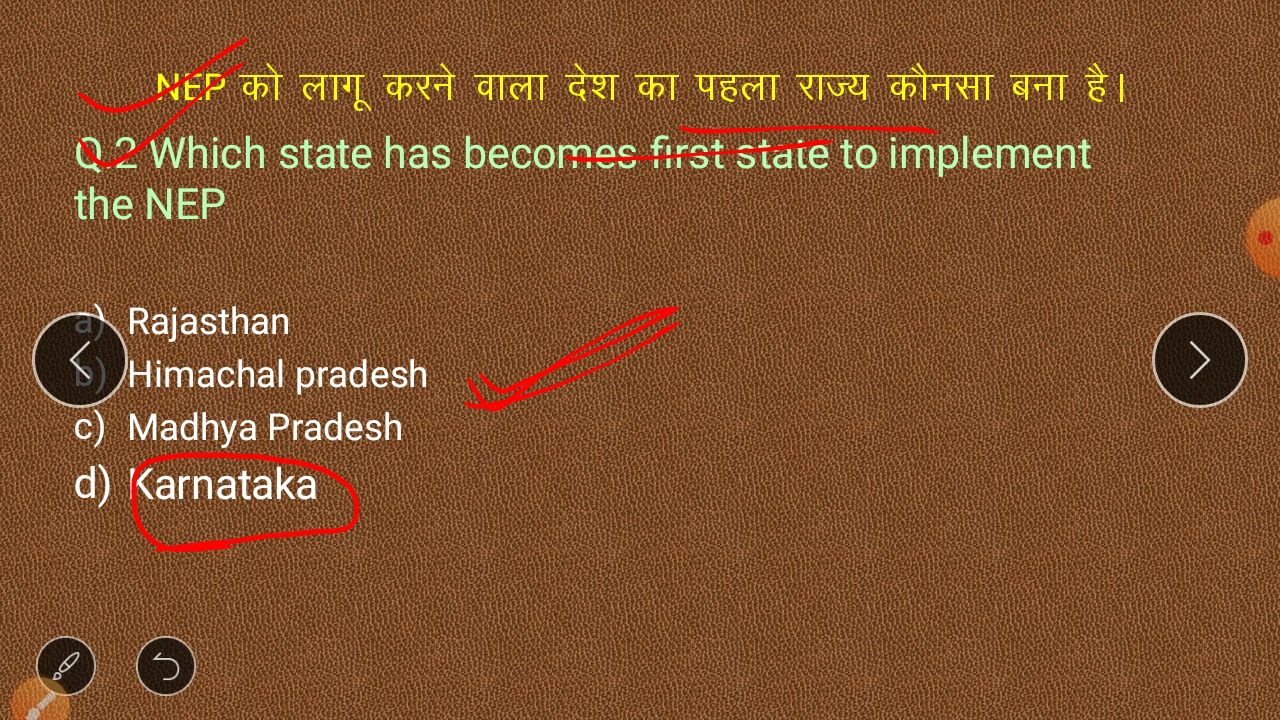 NEP को लागू करने वाला देश का पहला राज्य कौनसा बना है।
Q.2 Which state has becomes first state to implement
the NEP
a) Rajasthan
b) Himachal pradesh
c) Madhya Pradesh
d) Karnataka